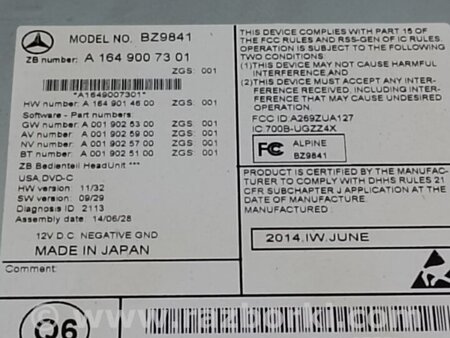 MODEL NO. BZ9841
ZB number: A 164 900 73 01
ZGS: 001
*A1649007301*
HW number: A 164 901 46 00 ZGS: 001
Software - Part numbers:
GW number: A 001 902 53 00 ZGS: 001
AV number: A 001 902 59 00 ZGS: 001
NV number: A 001 902 57 00 ZGS: 001
BT number: A 001 902 51 00 ZGS: 001
ZB Bedienteil HeadUnit ***
USA, DVD-C
HW version: 11/32
SW version: 09/29
Diagnosis ID: 2113
Assembly date: 14/06/28
12V D.C. NEGATIVE GND
MADE IN JAPAN
Comment:
THIS DEVICE COMPLIES WITH PART 15 OF
THE FCC RULES AND RSS-GEN OF IC RULES.
OPERATION IS SUBJECT TO THE FOLLOWING
TWO CONDITIONS
(1)THIS DEVICE MAY NOT CAUSE HARMFUL
INTERFERENCE AND
(2)THIS DEVICE MUST ACCEPT ANY INTER-
FERENCE RECEIVED, INCLUDING INTERFE-
RENCE THAT MAY CAUSE UNDESIRED
OPERATION
FCC ID:A269ZUA127
IC:700B-UGZZ4X
FC ALPINE
BZ9841
PRODUCT IS CERTIFIED BY THE MANUFAC-
TURER TO COMPLY WITH DHHS RULES 21
CFR SUBCHAPTER J APPLICATION AT THE
DATE OF MANUFACTURE.
MANUFACTURED:
2014.IW.JUNE
Q6
www.razborki.com